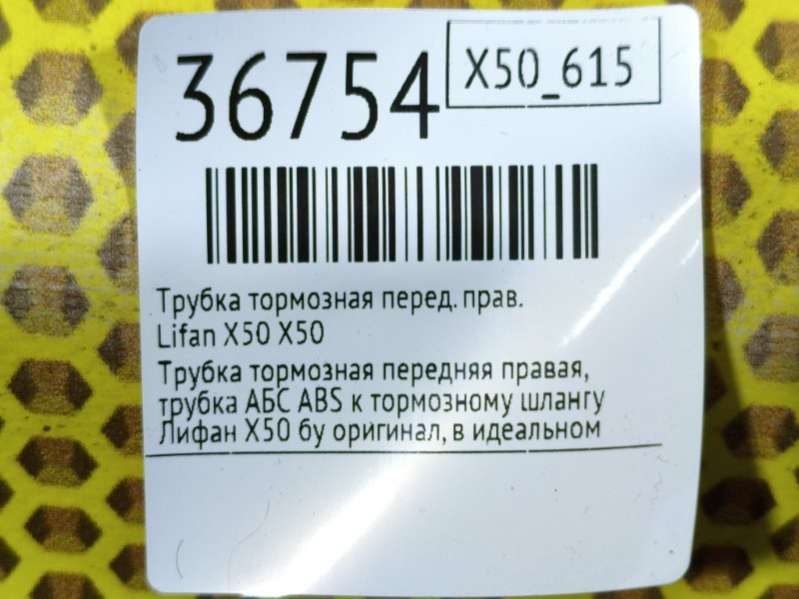 36754
X50_615
Трубка тормозная перед. прав.
Lifan X50 X50
Трубка тормозная передняя правая,
трубка АБС ABS к тормозному шлангу
Лифан Х50 бу оригинал, в идеальном